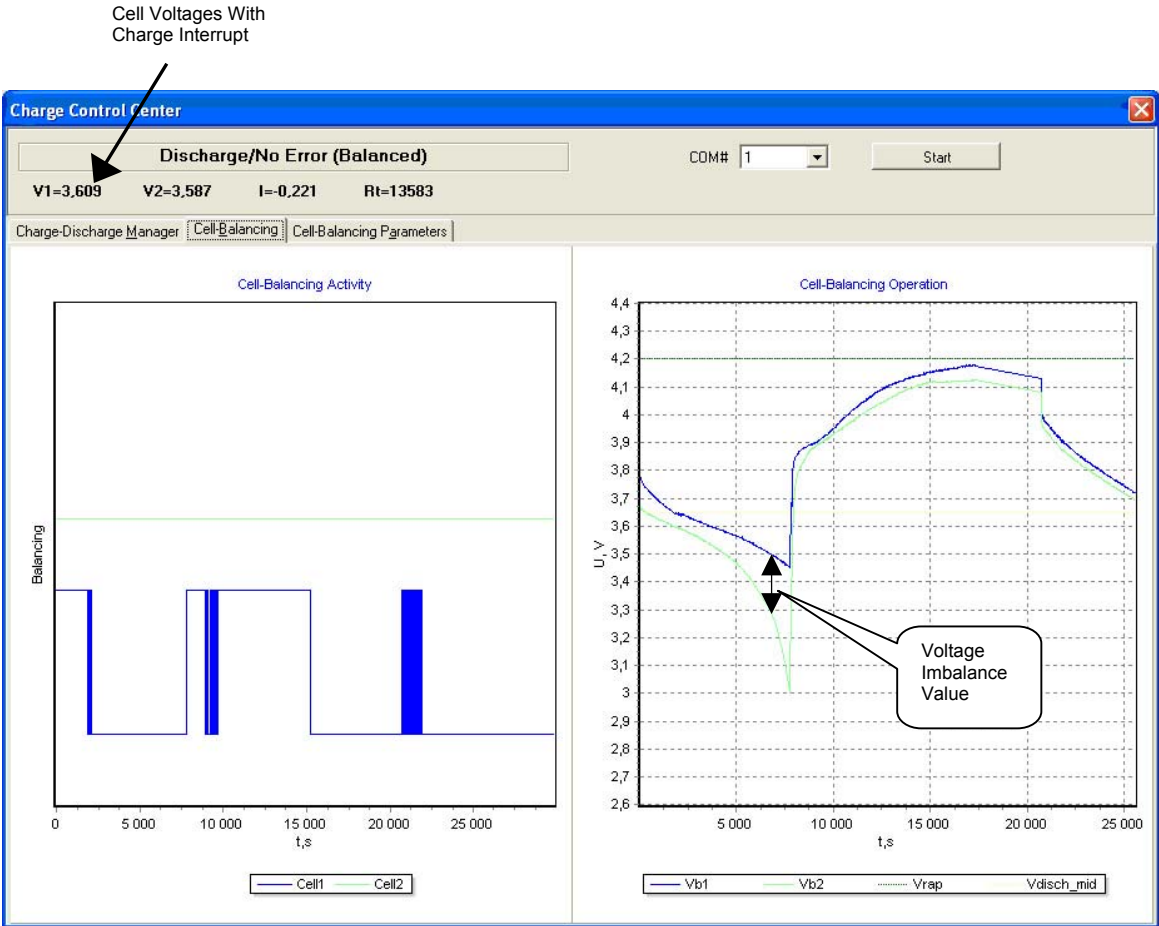 Cell Voltages With
Charge Interrupt
Charge Control Center
Discharge/No Error (Balanced)
COM# 1
Start
V1=3,609 V2=3,587 I=-0,221 Rt=13583
Charge-Discharge Manager Cell-Balancing Cell-Balancing Parameters
Cell-Balancing Activity
Balancing
0 5 000 10 000 15 000 20 000 25 000
t,s
Cell1 Cell2
Cell-Balancing Operation
4,4
4,3
4,2
4,1
4
3,9
3,8
3,7
3,6
3,5
3,4
3,3
3,2
3,1
3
2,9
2,8
2,7
2,6
U, V
Voltage
Imbalance
Value
5 000 10 000 15 000 20 000 25 000
t,s
Vb1 Vb2 Vrap Vdisch_mid